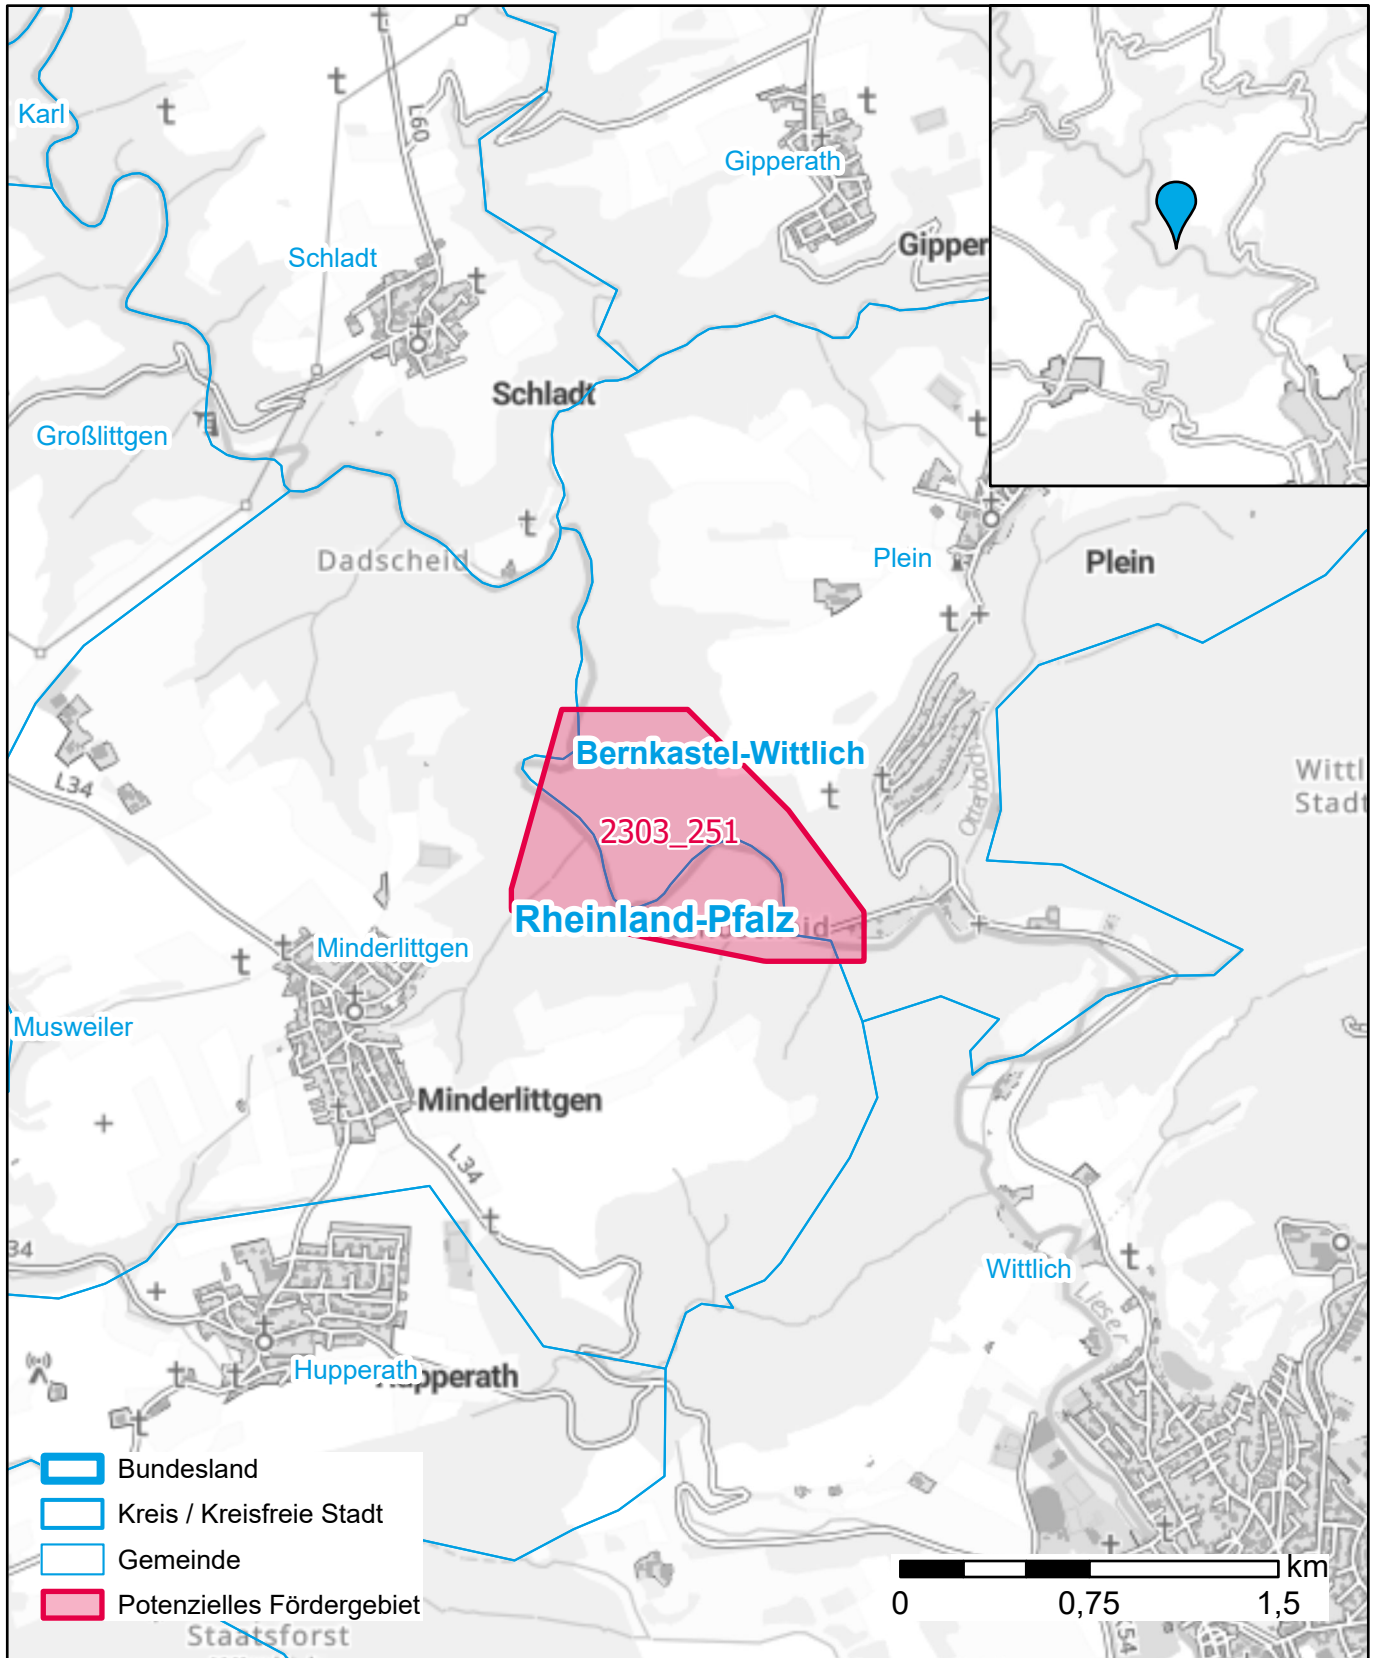 Karl
L60
Gipperath
Schladt
Gipper
Schladt
Großlittgen
Dadscheid
Plein
Plein
Bernkastel-Wittlich
L34
Wittl
Stadt
Otterbach
2303_251
Rheinland-Pfalz
Minderlittgen
Musweiler
Minderlittgen
L34
34
Wittlich
Lieser
Hupperath
Bundesland
Kreis / Kreisfreie Stadt
Gemeinde
Potenzielles Fördergebiet
km
0 0,75 1,5
Staatsforst